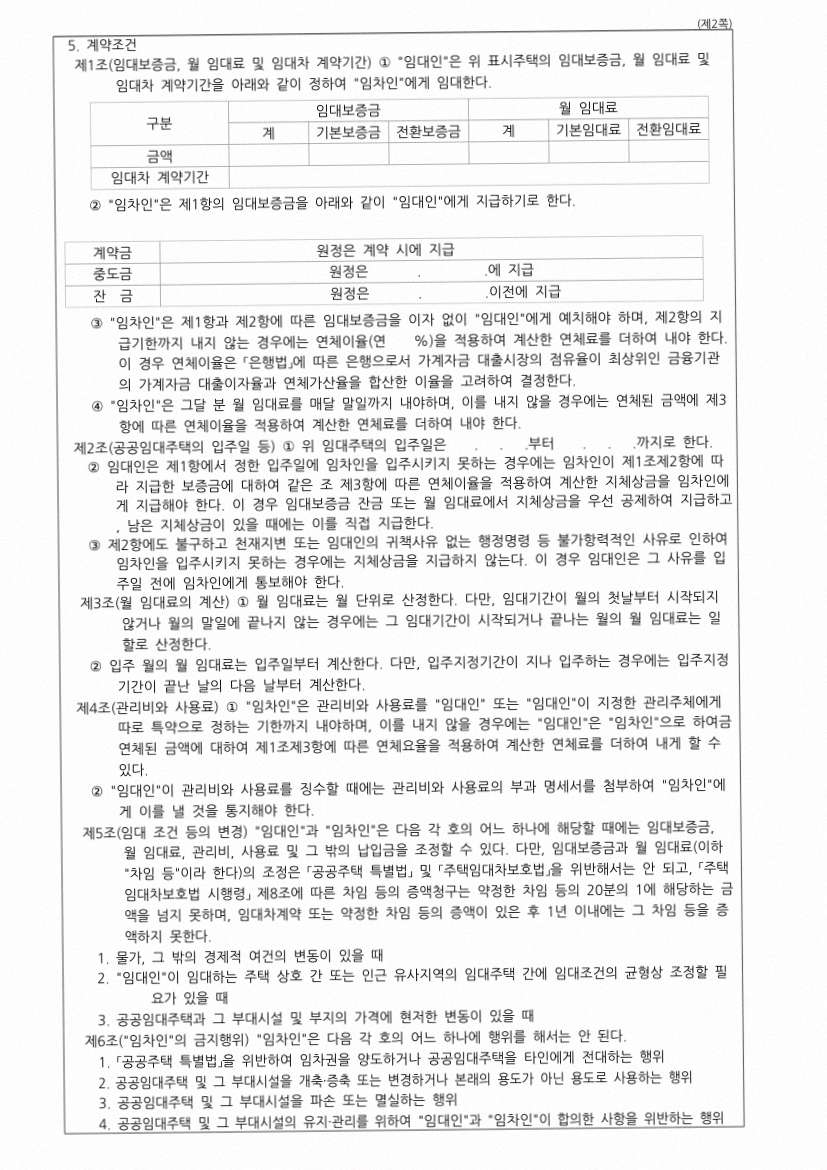 (제2쪽)
5. 계약조건
제1조(임대보증금, 월 임대료 및 임대차 계약기간) ① "임대인"은 위 표시주택의 임대보증금, 월 임대료 및
임대차 계약기간을 아래와 같이 정하여 "임차인"에게 임대한다.
구분 임대보증금 월 임대료
계 기본보증금 전환보증금 계 기본임대료 전환임대료
금액
임대차 계약기간
② "임차인"은 제1항의 임대보증금을 아래와 같이 "임대인"에게 지급하기로 한다.
계약금 원정은 계약 시에 지급
중도금 원정은 . .에 지급
잔 금 원정은 . .이전에 지급
③ "임차인"은 제1항과 제2항에 따른 임대보증금을 이자 없이 "임대인"에게 예치해야 하며, 제2항의 지
급기한까지 내지 않는 경우에는 연체이율(연 %)을 적용하여 계산한 연체료를 더하여 내야 한다.
이 경우 연체이율은 「은행법」에 따른 은행으로서 가계자금 대출시장의 점유율이 최상위인 금융기관
의 가계자금 대출이자율과 연체가산율을 합산한 이율을 고려하여 결정한다.
④ "임차인"은 그달 분 월 임대료를 매달 말일까지 내야하며, 이를 내지 않을 경우에는 연체된 금액에 제3
항에 따른 연체이율을 적용하여 계산한 연체료를 더하여 내야 한다.
제2조(공공임대주택의 입주일 등) ① 위 임대주택의 입주일은 . . .부터 . . .까지로 한다.
② 임대인은 제1항에서 정한 입주일에 임차인을 입주시키지 못하는 경우에는 임차인이 제1조제2항에 따
라 지급한 보증금에 대하여 같은 조 제3항에 따른 연체이율을 적용하여 계산한 지체상금을 임차인에
게 지급해야 한다. 이 경우 임대보증금 잔금 또는 월 임대료에서 지체상금을 우선 공제하여 지급하고
, 남은 지체상금이 있을 때에는 이를 직접 지급한다.
③ 제2항에도 불구하고 천재지변 또는 임대인의 귀책사유 없는 행정명령 등 불가항력적인 사유로 인하여
임차인을 입주시키지 못하는 경우에는 지체상금을 지급하지 않는다. 이 경우 임대인은 그 사유를 입
주일 전에 임차인에게 통보해야 한다.
제3조(월 임대료의 계산) ① 월 임대료는 월 단위로 산정한다. 다만, 임대기간이 월의 첫날부터 시작되지
않거나 월의 말일에 끝나지 않는 경우에는 그 임대기간이 시작되거나 끝나는 월의 월 임대료는 일
할로 산정한다.
② 입주 월의 월 임대료는 입주일부터 계산한다. 다만, 입주지정기간이 지나 입주하는 경우에는 입주지정
기간이 끝난 날의 다음 날부터 계산한다.
제4조(관리비와 사용료) ① "임차인"은 관리비와 사용료를 "임대인" 또는 "임대인"이 지정한 관리주체에게
따로 특약으로 정하는 기한까지 내야하며, 이를 내지 않을 경우에는 "임대인"은 "임차인"으로 하여금
연체된 금액에 대하여 제1조제3항에 따른 연체요율을 적용하여 계산한 연체료를 더하여 내게 할 수
있다.
② "임대인"이 관리비와 사용료를 징수할 때에는 관리비와 사용료의 부과 명세서를 첨부하여 "임차인"에
게 이를 낼 것을 통지해야 한다.
제5조(임대 조건 등의 변경) "임대인"과 "임차인"은 다음 각 호의 어느 하나에 해당할 때에는 임대보증금,
월 임대료, 관리비, 사용료 및 그 밖의 납입금을 조정할 수 있다. 다만, 임대보증금과 월 임대료(이하
"차임 등"이라 한다)의 조정은 「공공주택 특별법」 및 「주택임대차보호법」을 위반해서는 안 되고, 「주택
임대차보호법 시행령」 제8조에 따른 차임 등의 증액청구는 약정한 차임 등의 20분의 1에 해당하는 금
액을 넘지 못하며, 임대차계약 또는 약정한 차임 등의 증액이 있은 후 1년 이내에는 그 차임 등을 증
액하지 못한다.
1. 물가, 그 밖의 경제적 여건의 변동이 있을 때
2. "임대인"이 임대하는 주택 상호 간 또는 인근 유사지역의 임대주택 간에 임대조건의 균형상 조정할 필
요가 있을 때
3. 공공임대주택과 그 부대시설 및 부지의 가격에 현저한 변동이 있을 때
제6조("임차인"의 금지행위) "임차인"은 다음 각 호의 어느 하나에 행위를 해서는 안 된다.
1. 「공공주택 특별법」을 위반하여 임차권을 양도하거나 공공임대주택을 타인에게 전대하는 행위
2. 공공임대주택 및 그 부대시설을 개축·증축 또는 변경하거나 본래의 용도가 아닌 용도로 사용하는 행위
3. 공공임대주택 및 그 부대시설을 파손 또는 멸실하는 행위
4. 공공임대주택 및 그 부대시설의 유지·관리를 위하여 "임대인"과 "임차인"이 합의한 사항을 위반하는 행위